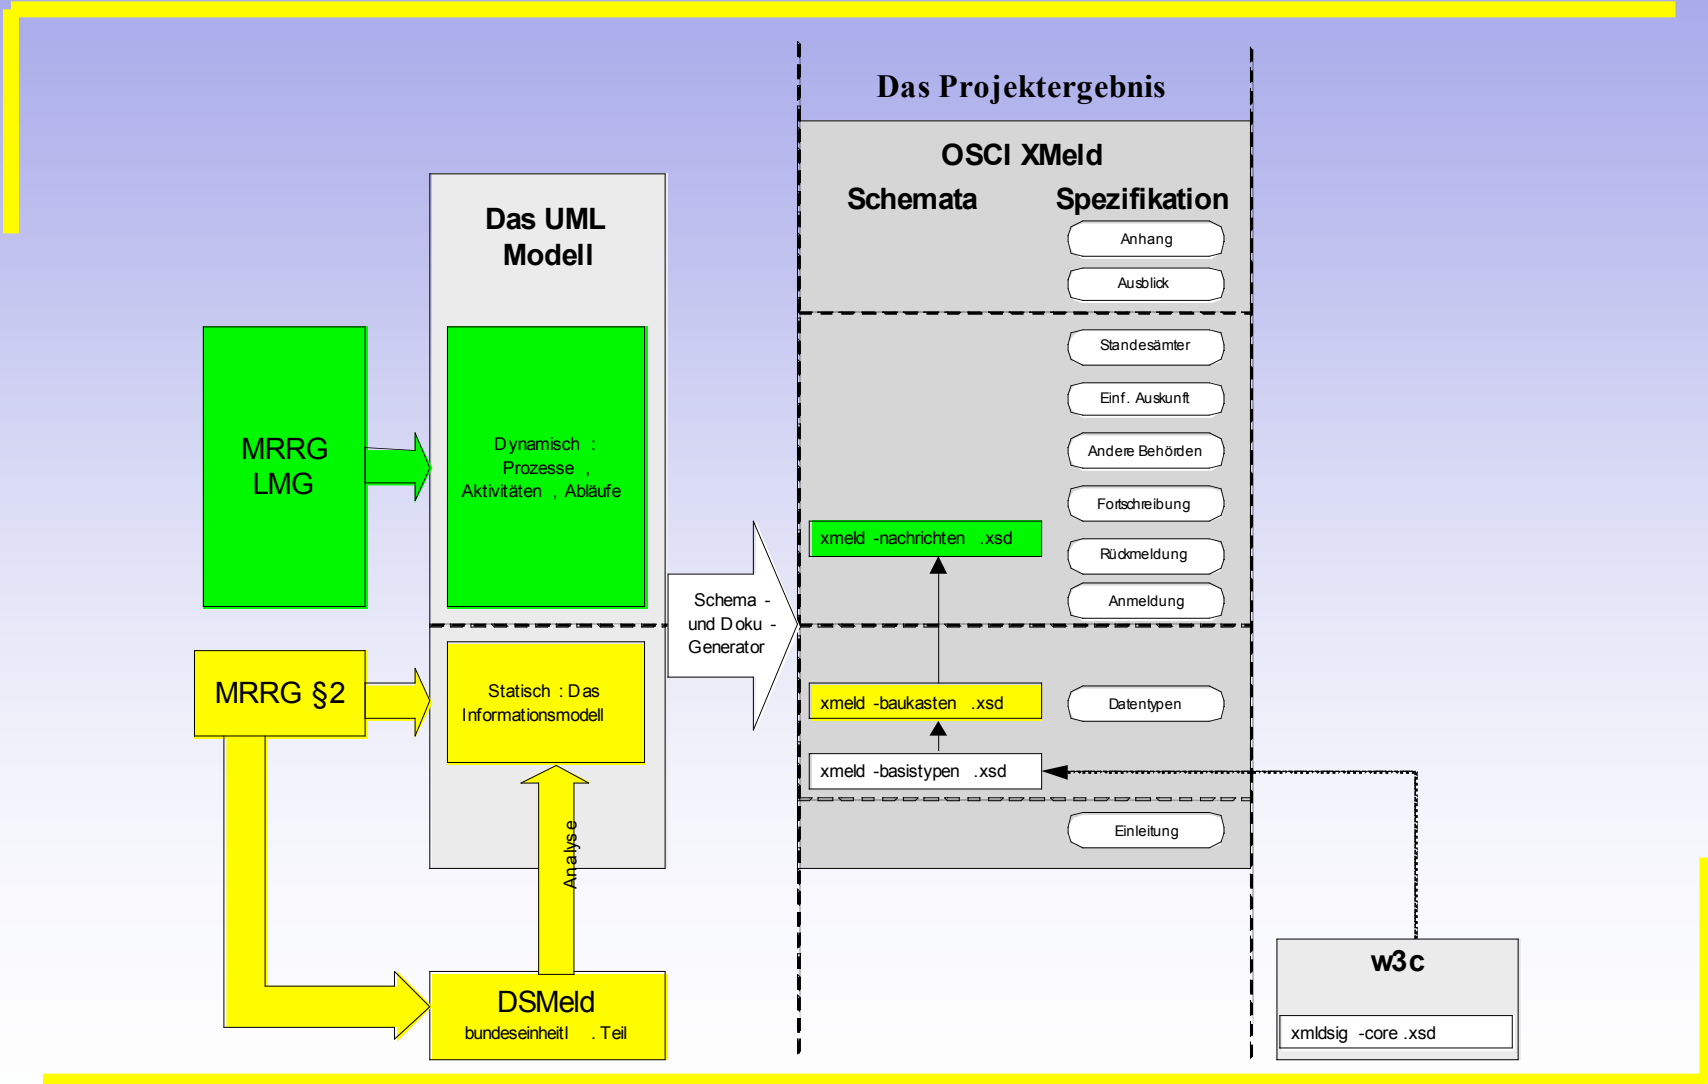 Das Projektergebnis
OSCI XMeld
Schemata
Spezifikation
Anhang
Ausblick
Standesämter
Einf. Auskunft
Andere Behörden
Fortschreibung
Rückmeldung
Anmeldung
Datentypen
Einleitung
xmeld -nachrichten .xsd
xmeld -baukasten .xsd
xmeld -basistypen .xsd
Das UML
Modell
MRRG
LMG
Dynamisch :
Prozesse ,
Aktivitäten , Abläufe
Schema -
und Doku -
Generator
MRRG §2
Statisch : Das
Informationsmodell
Analyse
DSMeld
bundeseinheitl . Teil
w3c
xmldsig -core .xsd